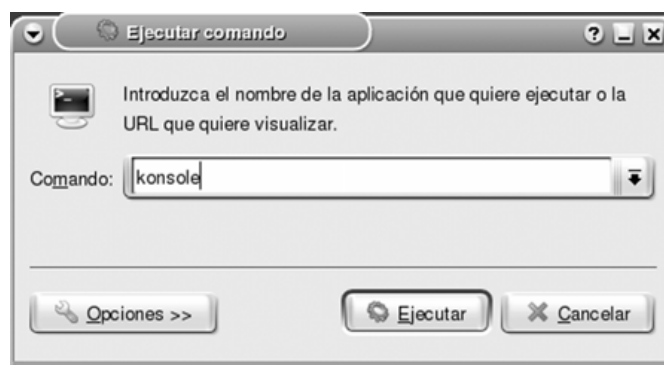 Ejecutar comando
Introduzca el nombre de la aplicación que quiere ejecutar o la
URL que quiere visualizar.
Comando: konsole
Opciones >> Ejecutar Cancelar